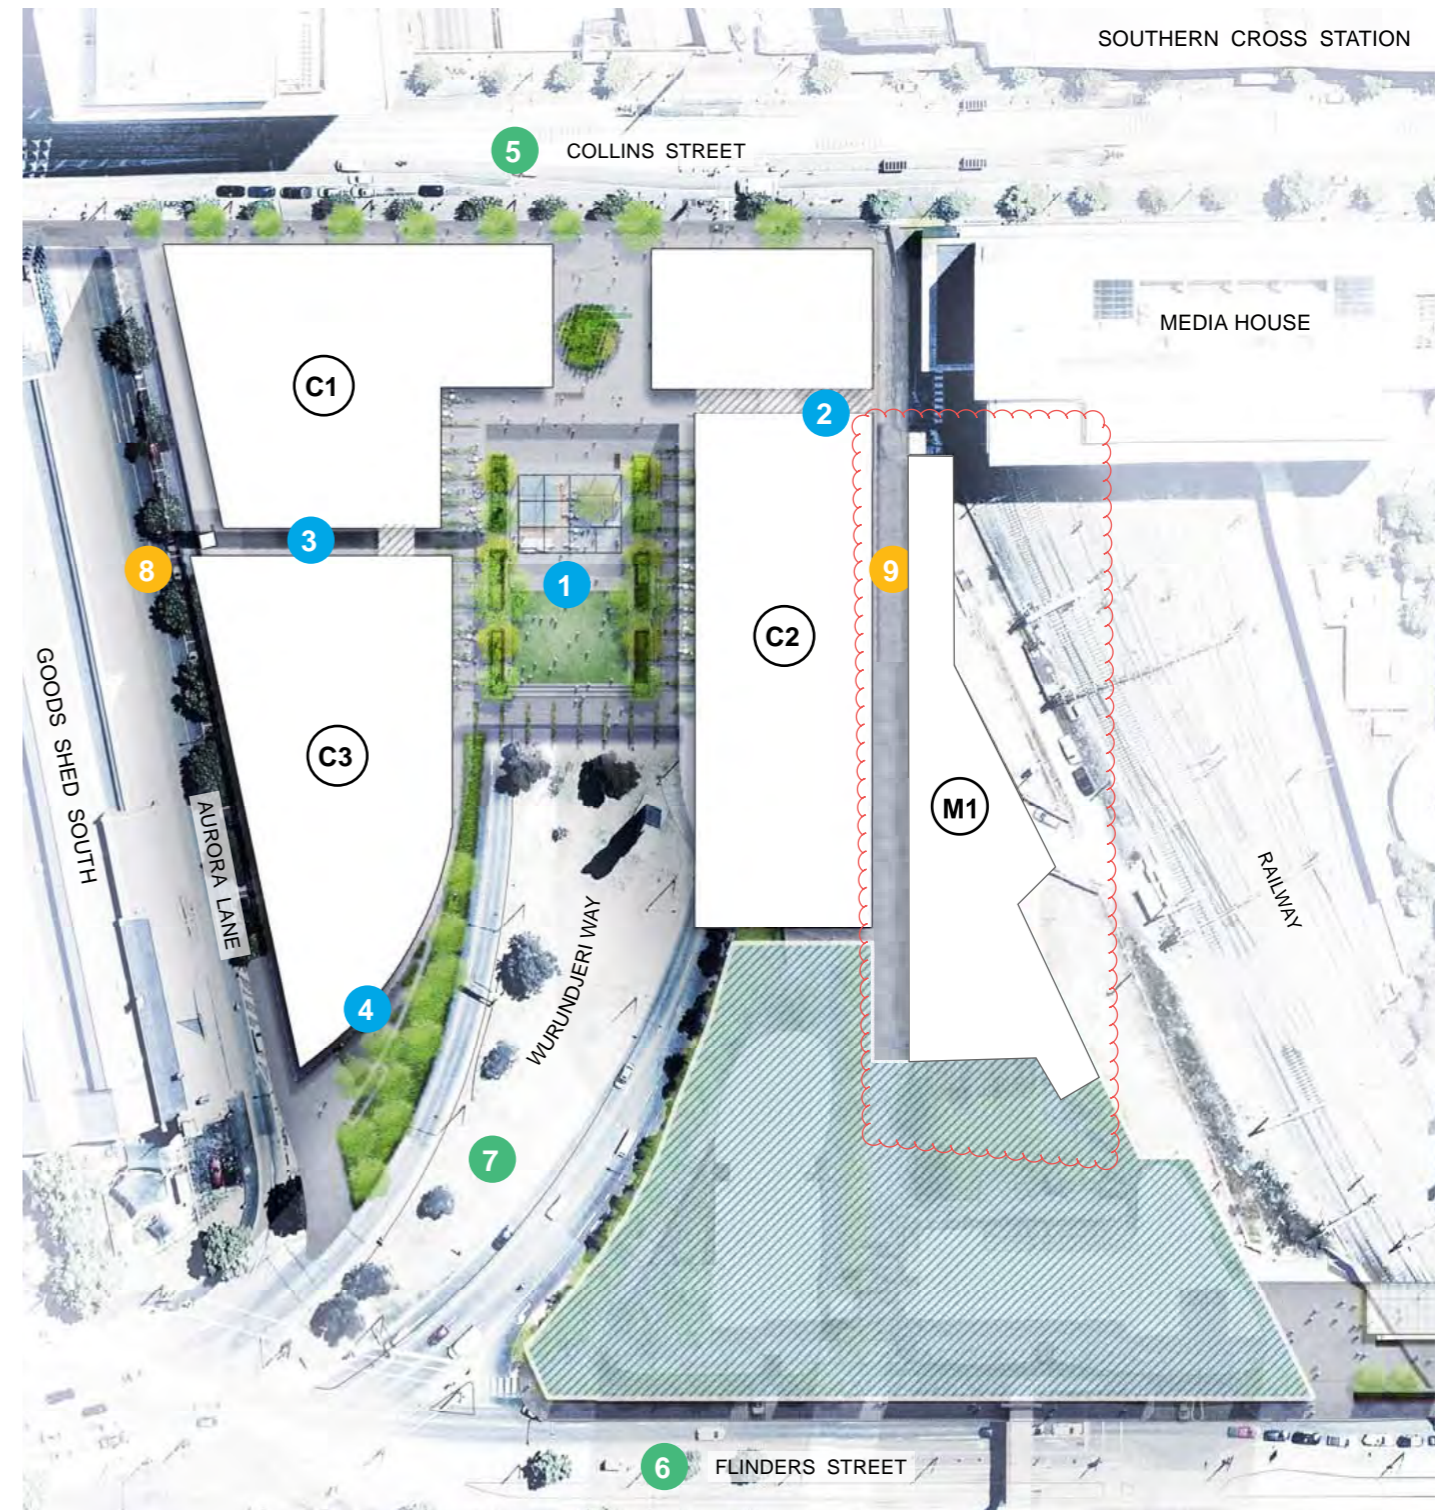 SOUTHERN CROSS STATION
5 COLLINS STREET
MEDIA HOUSE
C1
2
3
8
1
9
C2
GOODS SHED SOUTH
C3
AURORA LANE
M1
RAILWAY
WURUNDJERI WAY
4
7
6 FLINDERS STREET